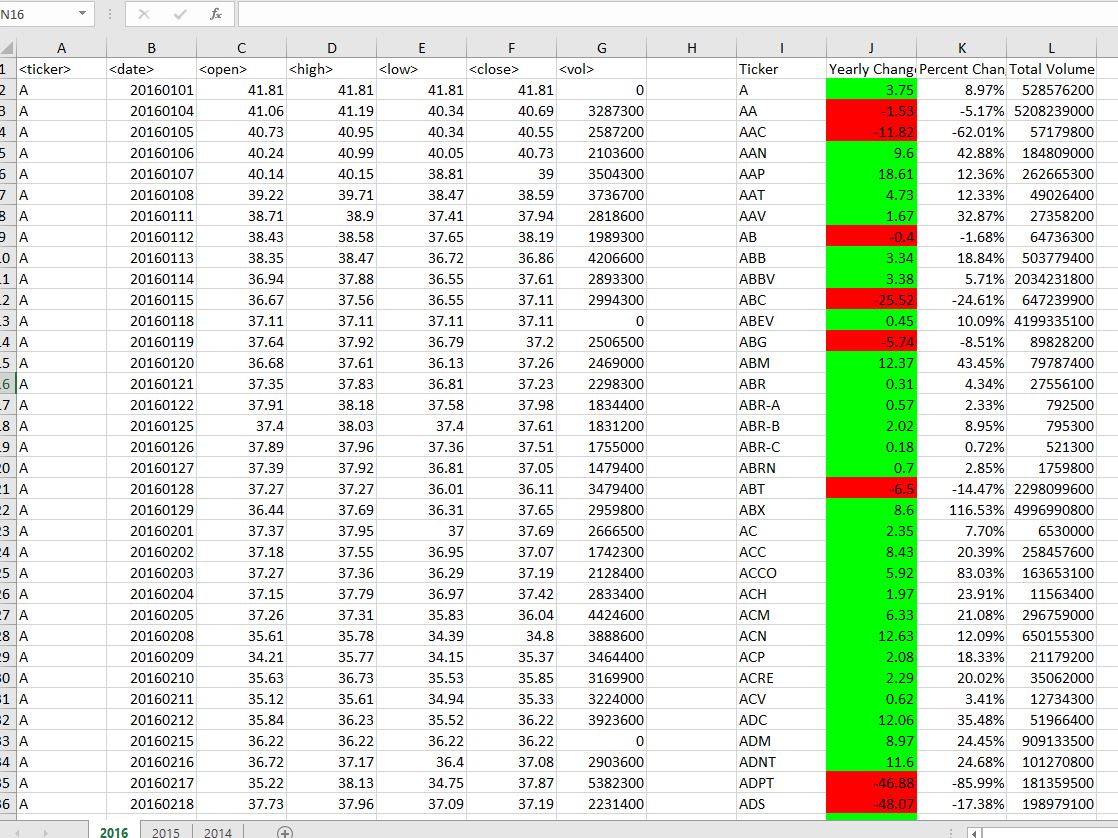 N16 fx
A B C D E F G H I J K L
1 <ticker> <date> <open> <high> <low> <close> <vol> Ticker Yearly Chang Percent Chan Total Volume
2 A 20160101 41.81 41.81 41.81 41.81 0 A 3.75 8.97% 528576200
3 A 20160104 41.06 41.19 40.34 40.69 3287300 AA -1.53 -5.17% 5208239000
4 A 20160105 40.73 40.95 40.34 40.55 2587200 AAC -11.82 -62.01% 57179800
5 A 20160106 40.24 40.99 40.05 40.73 2103600 AAN 9.6 42.88% 184809000
6 A 20160107 40.14 40.15 38.81 39 3504300 AAP 18.61 12.36% 262665300
7 A 20160108 39.22 39.71 38.47 38.59 3736700 AAT 4.73 12.33% 49026400
8 A 20160111 38.71 38.9 37.41 37.94 2818600 AAV 1.67 32.87% 27358200
9 A 20160112 38.43 38.58 37.65 38.19 1989300 AB -0.4 -1.68% 64736300
.0 A 20160113 38.35 38.47 36.72 36.86 4206600 ABB 3.34 18.84% 503779400
.1 A 20160114 36.94 37.88 36.55 37.61 2893300 ABBV 3.38 5.71% 2034231800
.2 A 20160115 36.67 37.56 36.55 37.11 2994300 ABC -25.52 -24.61% 647239900
.3 A 20160118 37.11 37.11 37.11 37.11 0 ABEV 0.45 10.09% 4199335100
.4 A 20160119 37.64 37.92 36.79 37.2 2506500 ABG -5.74 -8.51% 89828200
.5 A 20160120 36.68 37.61 36.13 37.26 2469000 ABM 12.37 43.45% 79787400
.6 A 20160121 37.35 37.83 36.81 37.23 2298300 ABR 0.31 4.34% 27556100
.7 A 20160122 37.91 38.18 37.58 37.98 1834400 ABR-A 0.57 2.33% 792500
.8 A 20160125 37.4 38.03 37.4 37.61 1831200 ABR-B 2.02 8.95% 795300
.9 A 20160126 37.89 37.96 37.36 37.51 1755000 ABR-C 0.18 0.72% 521300
20 A 20160127 37.39 37.92 36.81 37.05 1479400 ABRN 0.7 2.85% 1759800
21 A 20160128 37.27 37.27 36.01 36.11 3479400 ABT -6.5 -14.47% 2298099600
22 A 20160129 36.44 37.69 36.31 37.65 2959800 ABX 8.6 116.53% 4996990800
23 A 20160201 37.37 37.95 37 37.69 2666500 AC 2.35 7.70% 6530000
24 A 20160202 37.18 37.55 36.95 37.07 1742300 ACC 8.43 20.39% 258457600
25 A 20160203 37.27 37.36 36.29 37.19 2128400 ACCO 5.92 83.03% 163653100
26 A 20160204 37.15 37.79 36.97 37.42 2833400 ACH 1.97 23.91% 11563400
27 A 20160205 37.26 37.31 35.83 36.04 4424600 ACM 6.33 21.08% 296759000
28 A 20160208 35.61 35.78 34.39 34.8 3888600 ACN 12.63 12.09% 650155300
29 A 20160209 34.21 35.77 34.15 35.37 3464400 ACP 2.08 18.33% 21179200
30 A 20160210 35.63 36.73 35.53 35.85 3169900 ACRE 2.29 20.02% 35062000
31 A 20160211 35.12 35.61 34.94 35.33 3224000 ACV 0.62 3.41% 12734300
32 A 20160212 35.84 36.23 35.52 36.22 3923600 ADC 12.06 35.48% 51966400
33 A 20160215 36.22 36.22 36.22 36.22 0 ADM 8.97 24.45% 909133500
34 A 20160216 36.72 37.17 36.4 37.08 2903600 ADNT 11.6 24.68% 101270800
35 A 20160217 35.22 38.13 34.75 37.87 5382300 ADPT -46.88 -85.99% 181359500
36 A 20160218 37.73 37.96 37.09 37.19 2231400 ADS -48.07 -17.38% 198979100
2016 2015 2014